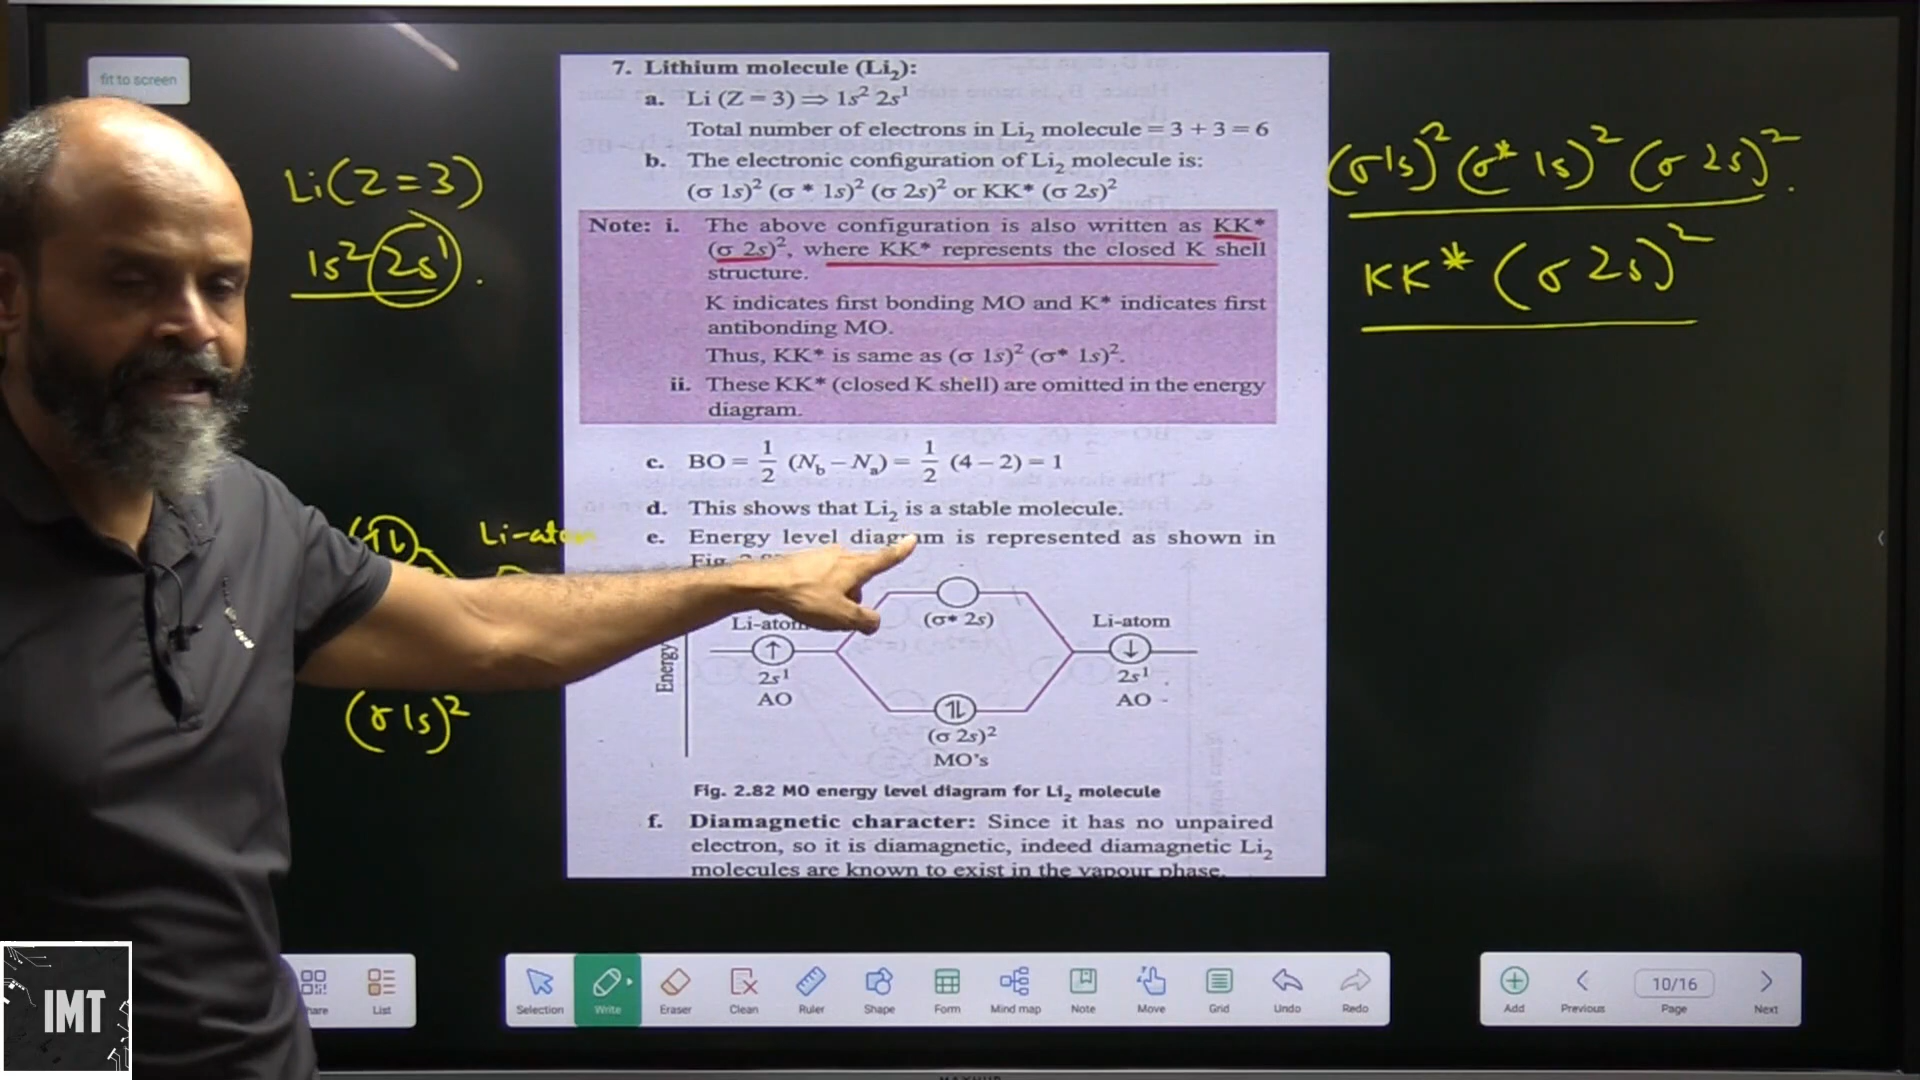 fit to screen
Li(Z=3)
1s² 2s¹.
Li-atom
(σ1s)²
7. Lithium molecule (Li₂):
a. Li (Z = 3) ⇒ 1s² 2s¹
Total number of electrons in Li₂ molecule = 3 + 3 = 6
b. The electronic configuration of Li₂ molecule is:
(σ 1s)² (σ * 1s)² (σ 2s)² or KK* (σ 2s)²
Note: i. The above configuration is also written as KK*
(σ 2s)², where KK* represents the closed K shell
structure.
K indicates first bonding MO and K* indicates first
antibonding MO.
Thus, KK* is same as (σ 1s)² (σ* 1s)².
ii. These KK* (closed K shell) are omitted in the energy
diagram.
c. BO = 1/2 (N_b – N_a) = 1/2 (4 – 2) = 1
d. This shows that Li₂ is a stable molecule.
e. Energy level diagram is represented as shown in
Fig.
Energy
Li-atom
↑
2s¹
AO
(σ* 2s)
Li-atom
↓
2s¹
AO
⇅
(σ 2s)²
MO's
Fig. 2.82 MO energy level diagram for Li₂ molecule
f. Diamagnetic character: Since it has no unpaired
electron, so it is diamagnetic, indeed diamagnetic Li₂
molecules are known to exist in the vapour phase.
(σ1s)² (σ* 1s)² (σ 2s)².
KK* (σ 2s)²
IMT
List
Selection
Write
Eraser
Clean
Ruler
Shape
Form
Mind map
Note
Move
Grid
Undo
Redo
Add
Previous
10/16
Page
Next